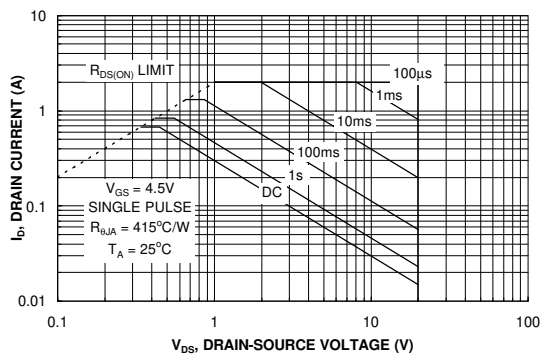 10
1
0.1
0.01
I_D, DRAIN CURRENT (A)
R_DS(ON) LIMIT
100µs
1ms
10ms
100ms
1s
DC
V_GS = 4.5V
SINGLE PULSE
R_θJA = 415°C/W
T_A = 25°C
0.1
1
10
100
V_DS, DRAIN-SOURCE VOLTAGE (V)